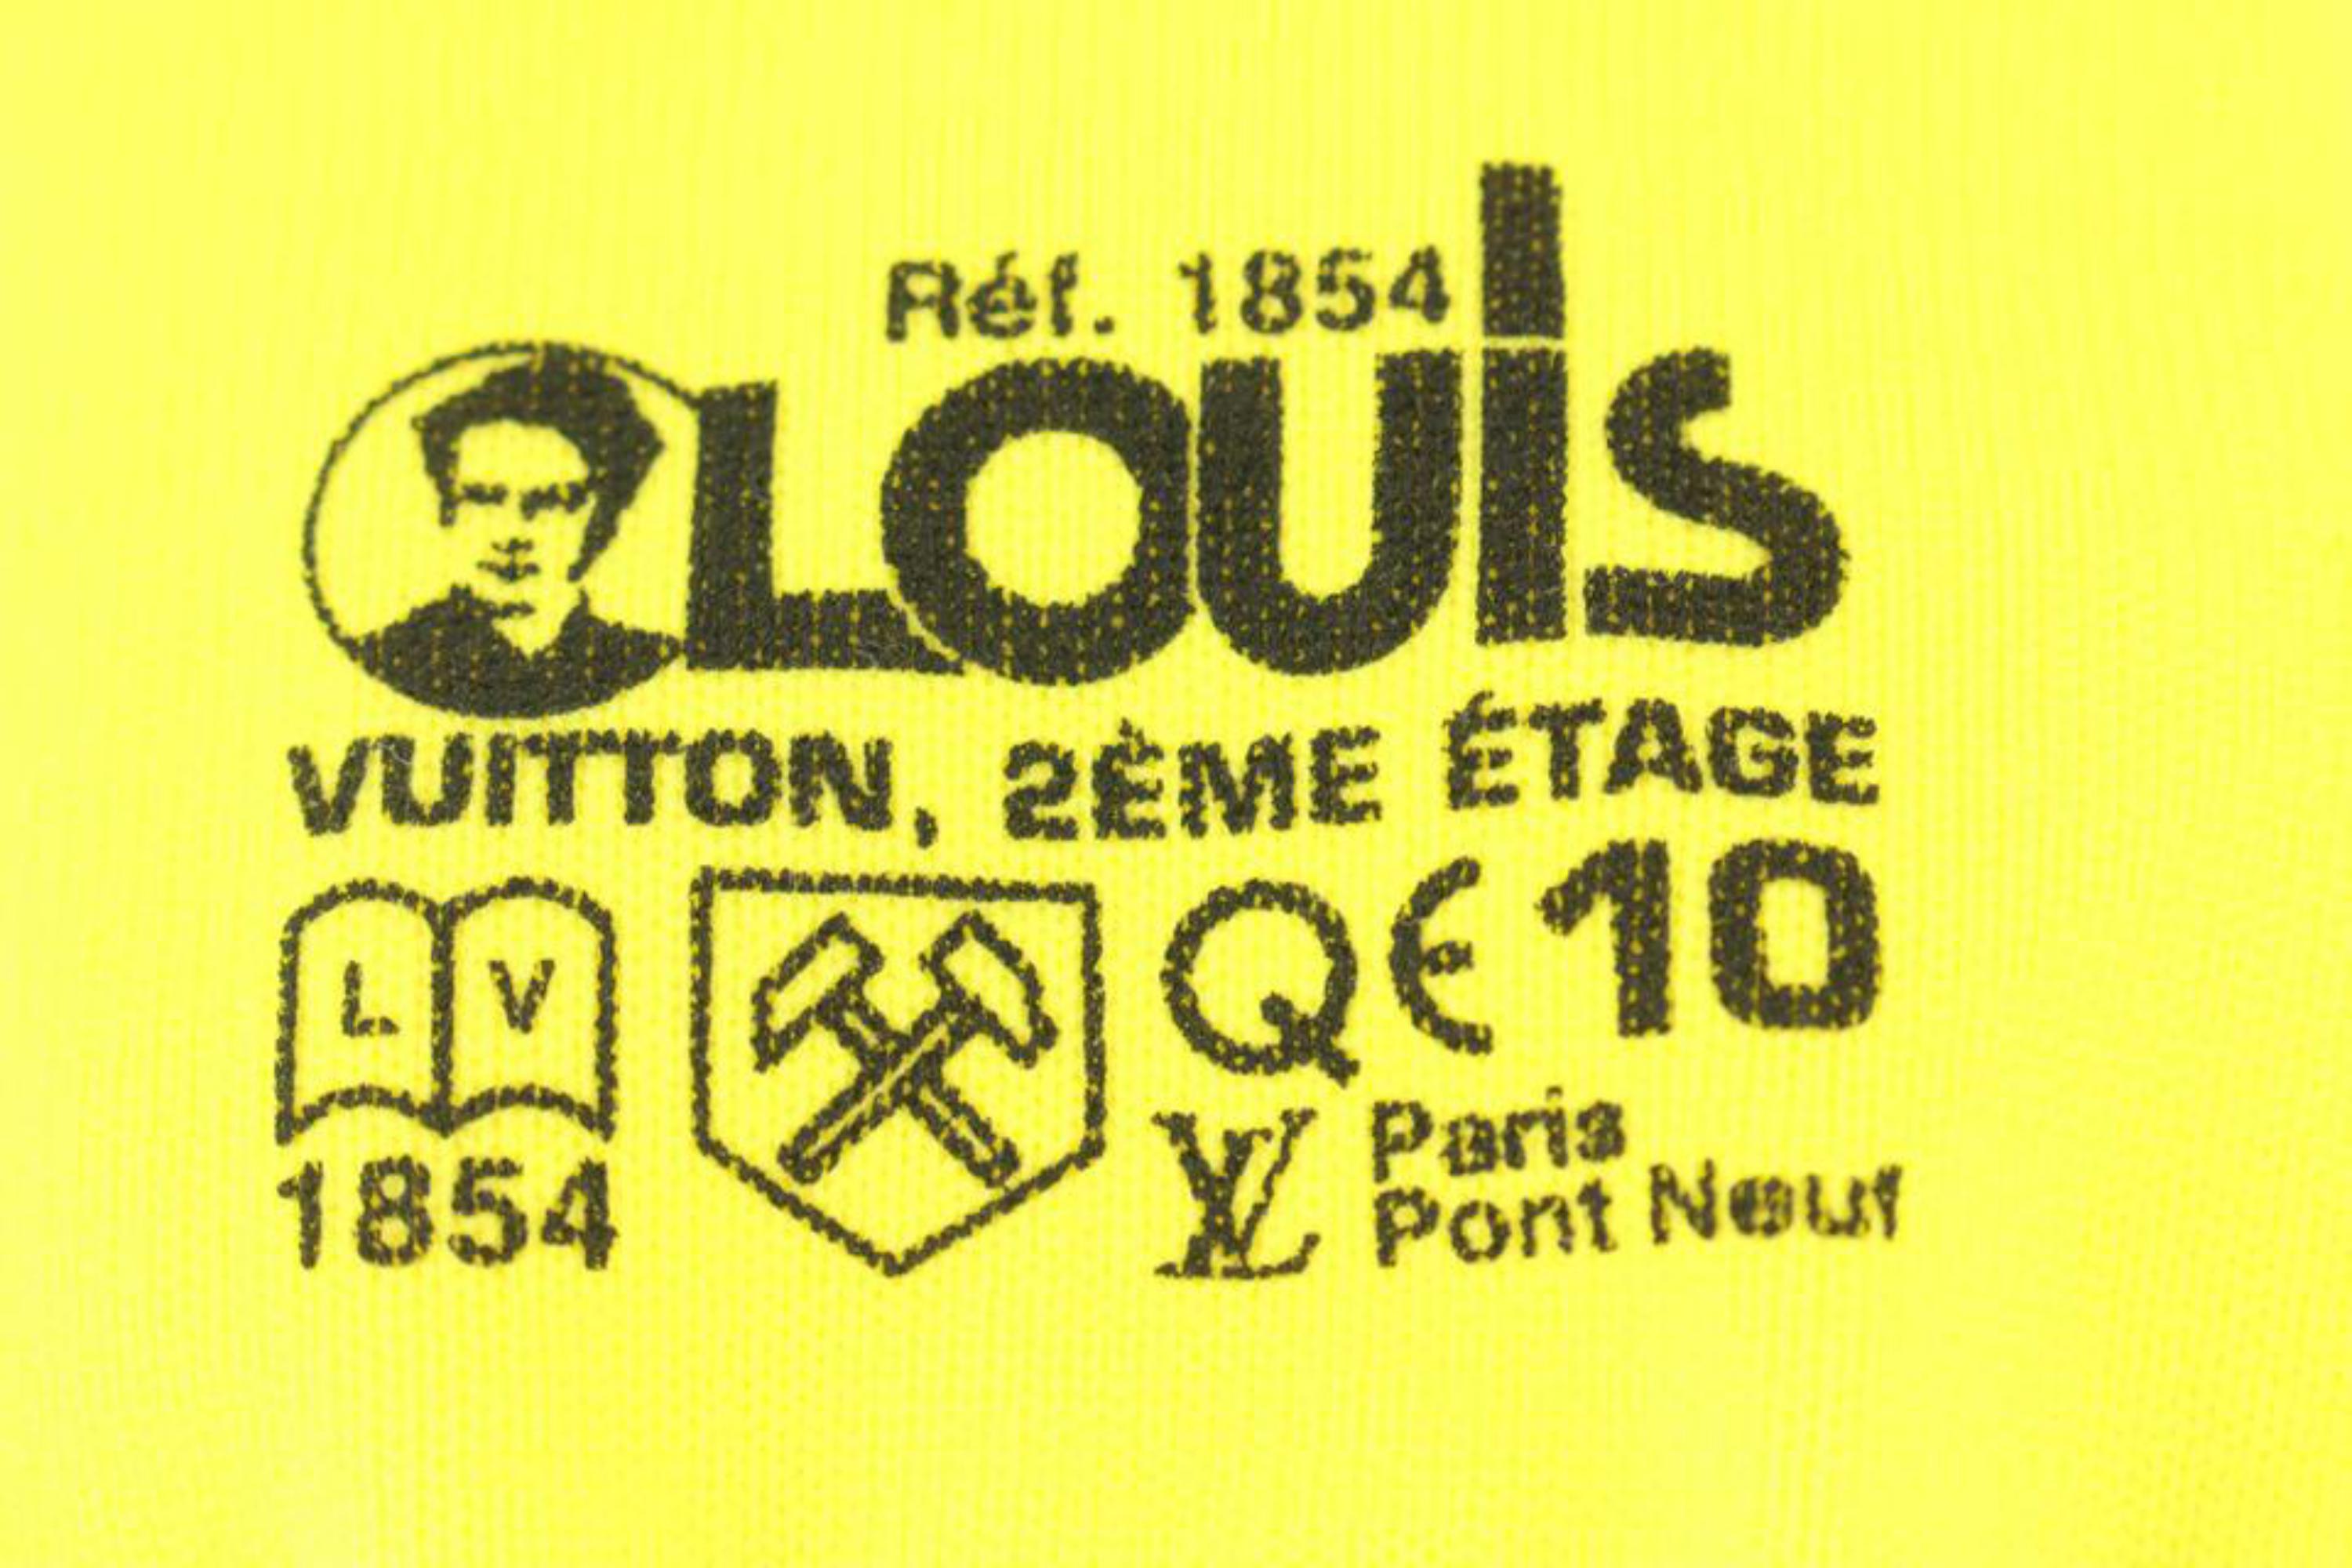 Réf. 1854
Louis
VUITTON, 2ÈME ÉTAGE
L V
1854
Q€10
LV
Paris
Pont Neuf